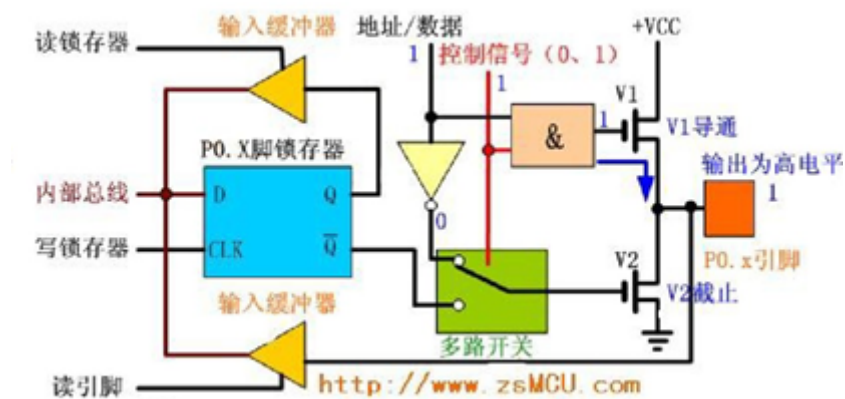 输入缓冲器
地址/数据
+VCC
读锁存器
1
控制信号（0、1）
1
V1
&
1
V1导通
P0.X脚锁存器
输出为高电平
1
内部总线
D
Q
0
写锁存器
CLK
Q
V2
P0.x引脚
输入缓冲器
V2截止
多路开关
读引脚
http://www.zsMCU.com